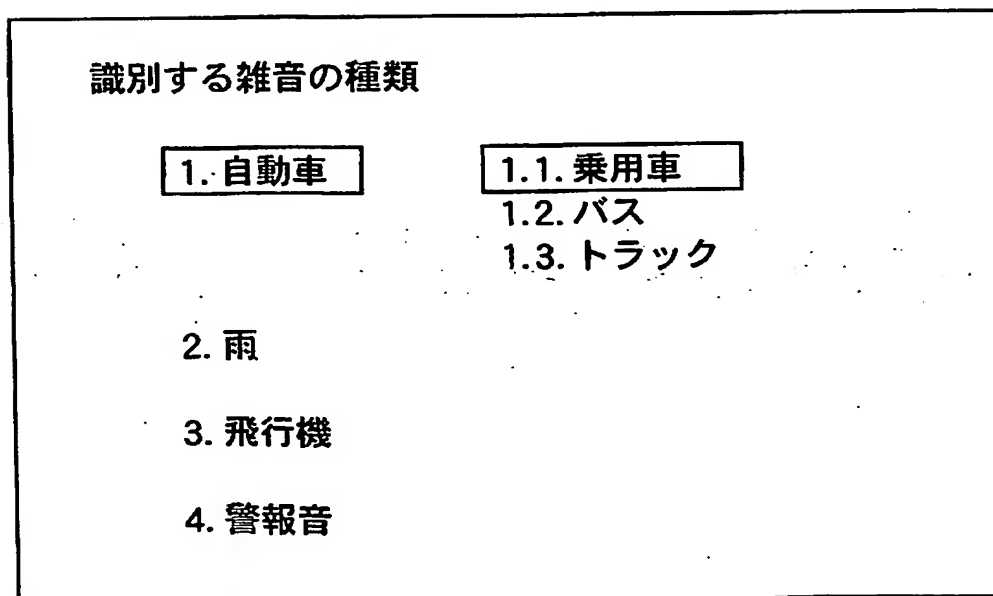 識別する雑音の種類
1. 自動車
1.1. 乗用車
1.2. バス
1.3. トラック
2. 雨
3. 飛行機
4. 警報音